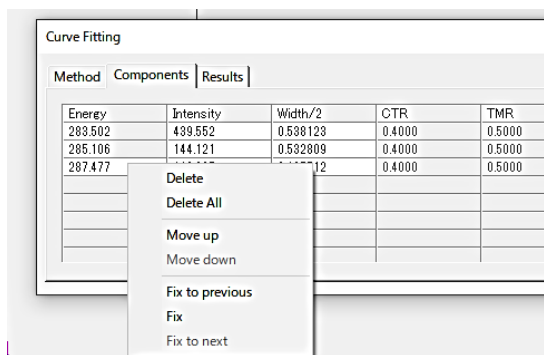 Curve Fitting
Method Components Results
Energy Intensity Width/2 CTR TMR
283.502 439.552 0.538123 0.4000 0.5000
285.106 144.121 0.532809 0.4000 0.5000
287.477 0.4000 0.5000
Delete
Delete All
Move up
Move down
Fix to previous
Fix
Fix to next